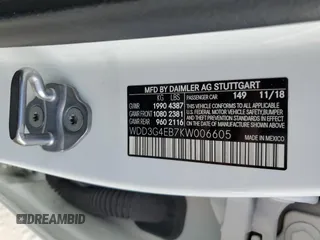 MFD BY DAIMLER AG STUTTGART
KG LBS PASSENGER CAR 149 11/18
GVWR 1990 4387
GAWR FRONT 1080 2381
GAWR REAR 960 2116
THIS VEHICLE CONFORMS TO ALL APPLICABLE
U.S. FEDERAL MOTOR VEHICLE SAFETY, BUMPER,
AND THEFT PREVENTION STANDARDS IN EFFECT
ON THE DATE OF MANUFACTURE SHOWN ABOVE.
WDD3G4EB7KW006605
MADE IN MEXICO
DREAMBID